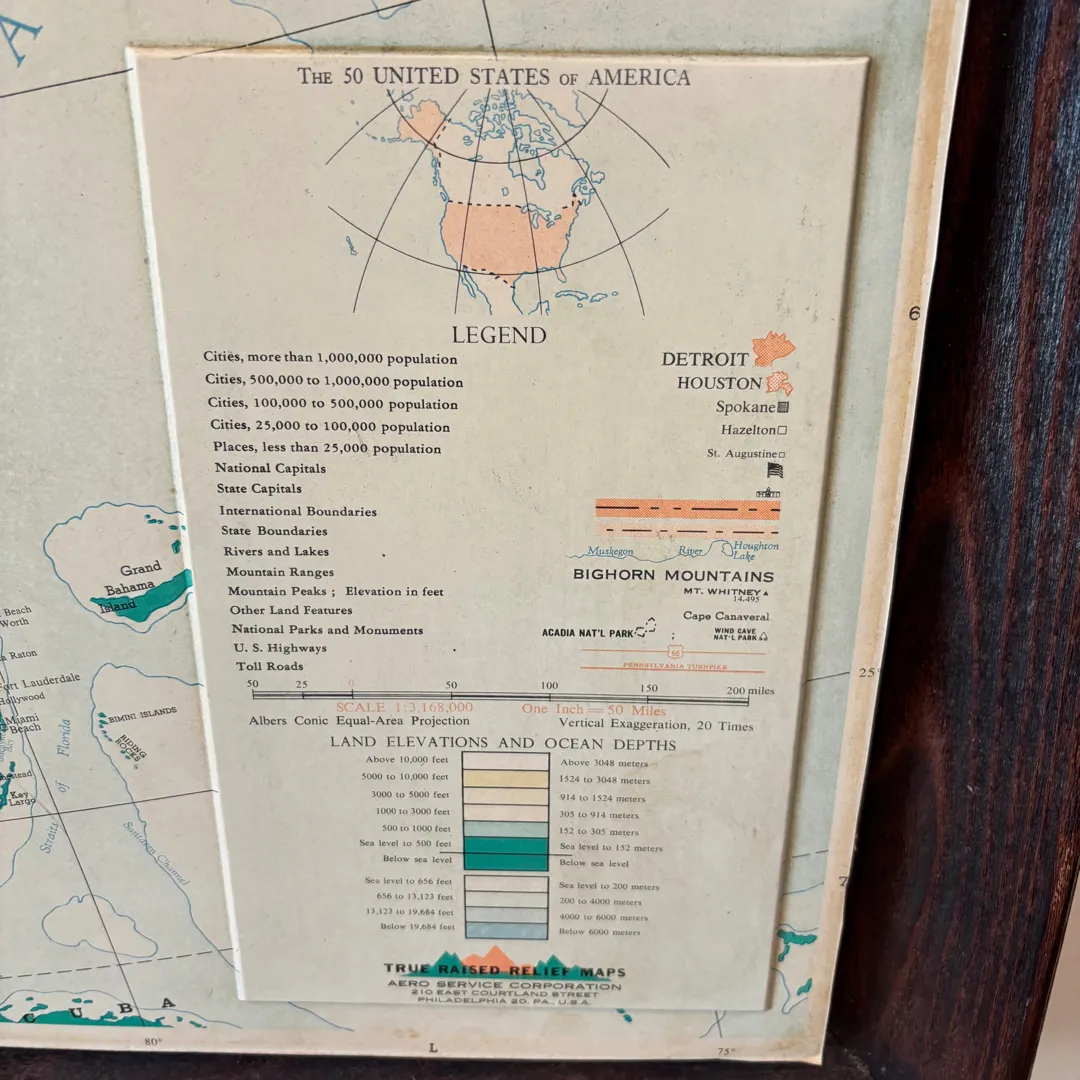 A
THE 50 UNITED STATES OF AMERICA
LEGEND
Cities, more than 1,000,000 population DETROIT
Cities, 500,000 to 1,000,000 population HOUSTON
Cities, 100,000 to 500,000 population Spokane
Cities, 25,000 to 100,000 population Hazelton
Places, less than 25,000 population St. Augustine
National Capitals
State Capitals
International Boundaries
State Boundaries
Rivers and Lakes Muskegon River Houghton
Lake
Mountain Ranges BIGHORN MOUNTAINS
Mountain Peaks ; Elevation in feet MT. WHITNEY
14,495
Other Land Features Cape Canaveral
National Parks and Monuments ACADIA NAT'L PARK ; WIND CAVE
NAT'L PARK
U. S. Highways 66
Toll Roads PENNSYLVANIA TURNPIKE
50 25 0 50 100 150 200 miles
SCALE 1:3,168,000 One Inch = 50 Miles
Albers Conic Equal-Area Projection Vertical Exaggeration, 20 Times
LAND ELEVATIONS AND OCEAN DEPTHS
Above 10,000 feet Above 3048 meters
5000 to 10,000 feet 1524 to 3048 meters
3000 to 5000 feet 914 to 1524 meters
1000 to 3000 feet 305 to 914 meters
500 to 1000 feet 152 to 305 meters
Sea level to 500 feet Sea level to 152 meters
Below sea level Below sea level
Sea level to 656 feet Sea level to 200 meters
656 to 13,123 feet 200 to 4000 meters
13,123 to 19,684 feet 4000 to 6000 meters
Below 19,684 feet Below 6000 meters
TRUE RAISED RELIEF MAPS
AERO SERVICE CORPORATION
210 EAST COURTLAND STREET
PHILADELPHIA 20, PA., U.S.A.
Grand
Bahama
Island
Beach
Worth
Raton
Fort Lauderdale
Hollywood
Miami
Beach
Key
Largo
Straits of Florida
BIMINI ISLANDS
RIDING
ROCKS
Santaren Channel
CUBA
80°
L
75°
6
25°
7